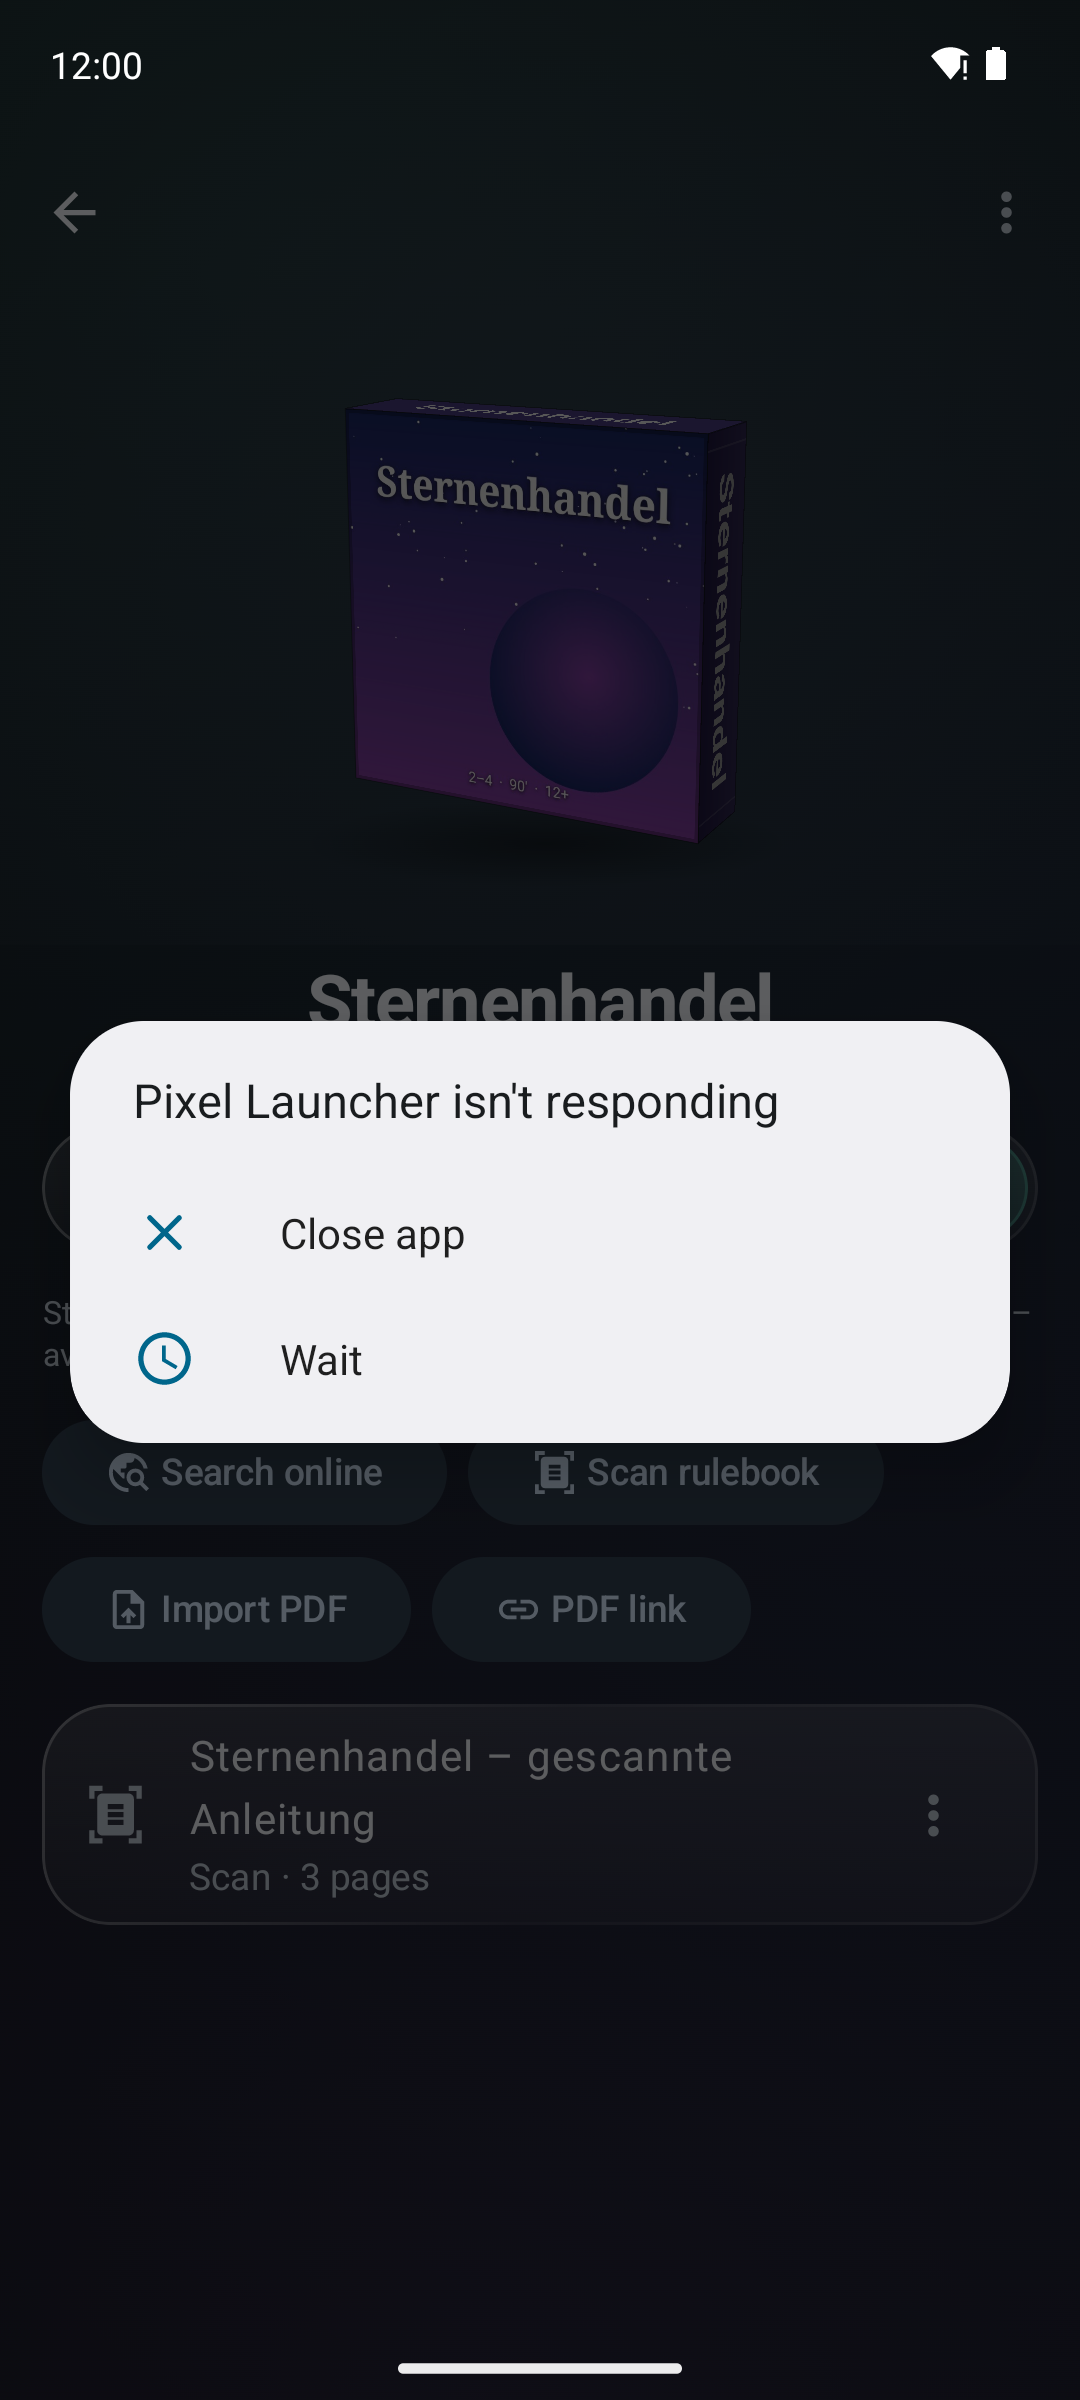 12:00
Sternenhandel
Sternenhandel
Sternenhandel
2–4 · 90' · 12+
Sternenhandel
Pixel Launcher isn't responding
Close app
Wait
Search online
Scan rulebook
Import PDF
PDF link
Sternenhandel – gescannte
Anleitung
Scan · 3 pages